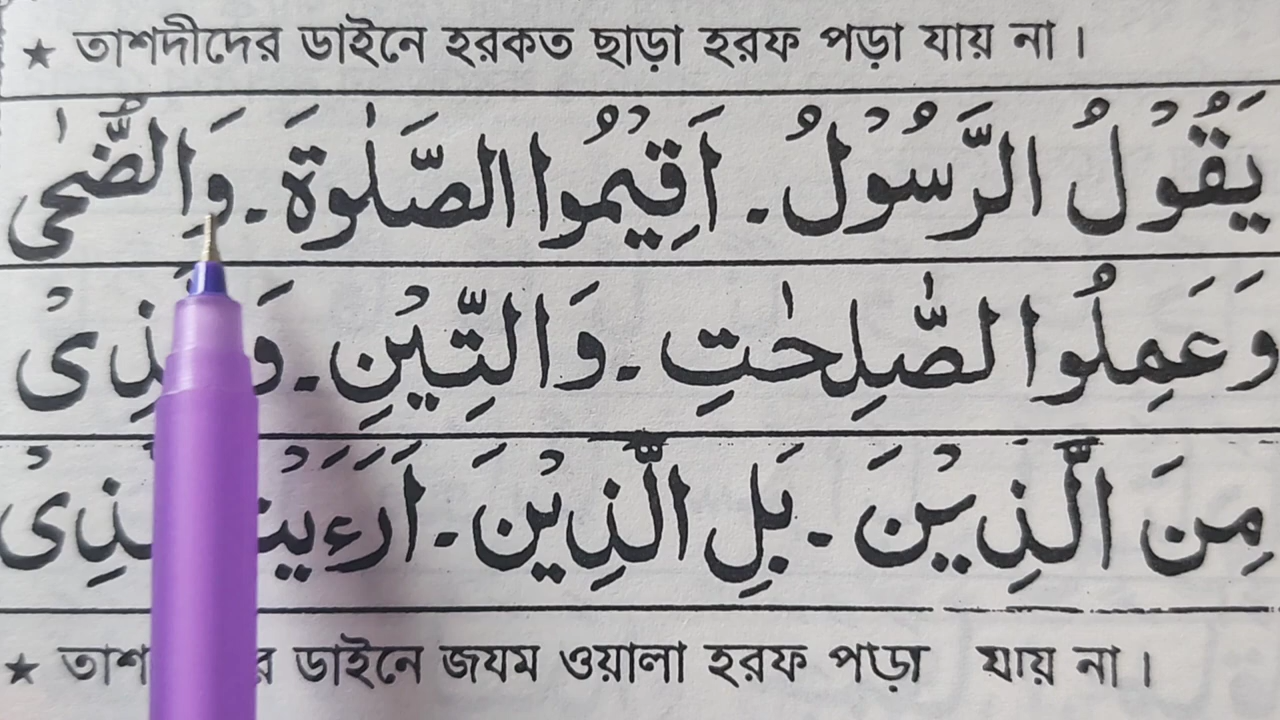 ★ তাশদীদের ডাইনে হরকত ছাড়া হরফ পড়া যায় না।
يَقُوْلُ الرَّسُوْلُ۔ اَقِيْمُوا الصَّلٰوةَ۔ وَالضُّحٰى
وَعَمِلُوا الصّٰلِحٰتِ۔ وَالتِّيْنِ۔
مِنَ الَّذِيْنَ۔ بَلِ الَّذِيْنَ۔
★ ডাইনে জযম ওয়ালা হরফ পড়া যায় না।